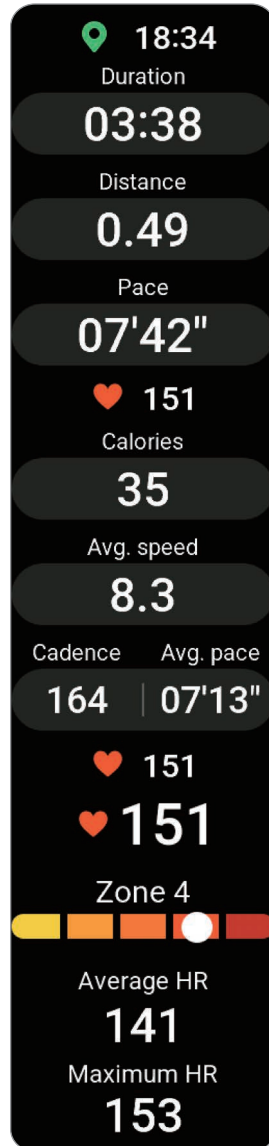 18:34
Duration
03:38
Distance
0.49
Pace
07'42"
151
Calories
35
Avg. speed
8.3
Cadence Avg. pace
164 07'13"
151
151
Zone 4
Average HR
141
Maximum HR
153